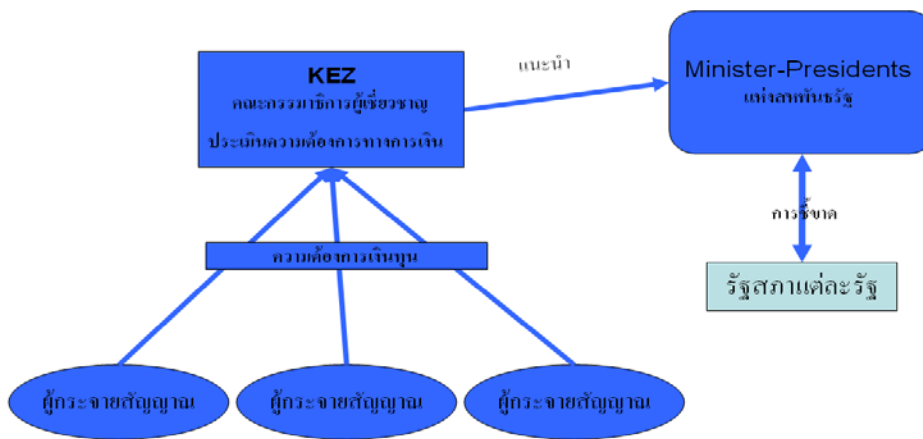 KEZ
คณะกรรมาธิการผู้เชี่ยวชาญ
ประเมินความต้องการทางการเงิน
แนะนำ
Minister-Presidents
แห่งสหพันธรัฐ
การชี้ขาด
รัฐสภาแต่ละรัฐ
ความต้องการเงินทุน
ผู้กระจายสัญญาณ
ผู้กระจายสัญญาณ
ผู้กระจายสัญญาณ